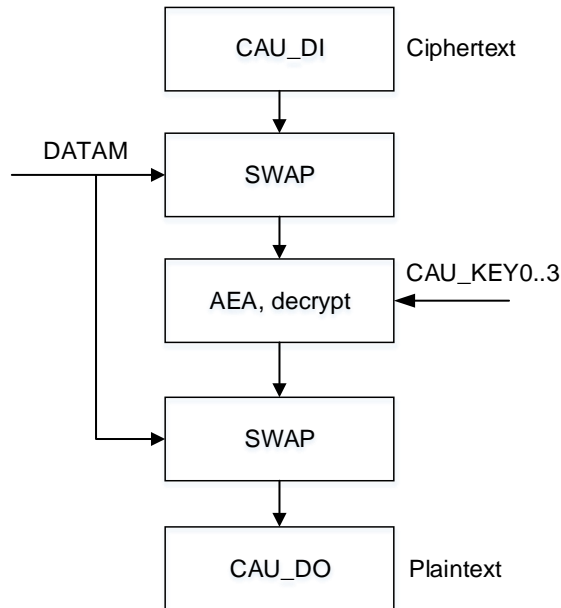 CAU_DI
Ciphertext
DATAM
SWAP
CAU_KEY0..3
AEA, decrypt
SWAP
CAU_DO
Plaintext